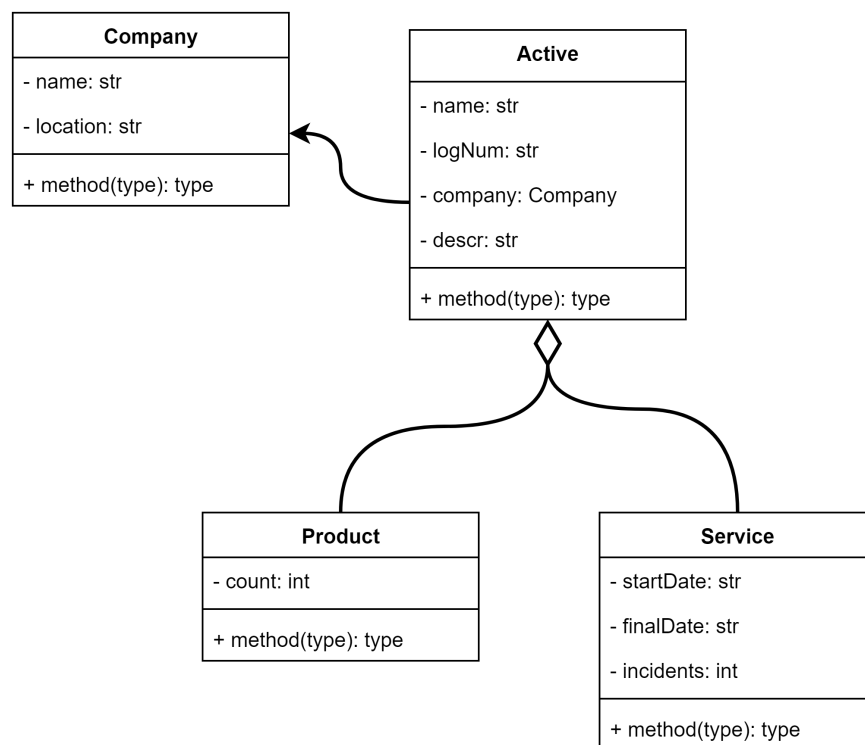 Company
- name: str
- location: str
+ method(type): type
Active
- name: str
- logNum: str
- company: Company
- descr: str
+ method(type): type
Product
- count: int
+ method(type): type
Service
- startDate: str
- finalDate: str
- incidents: int
+ method(type): type